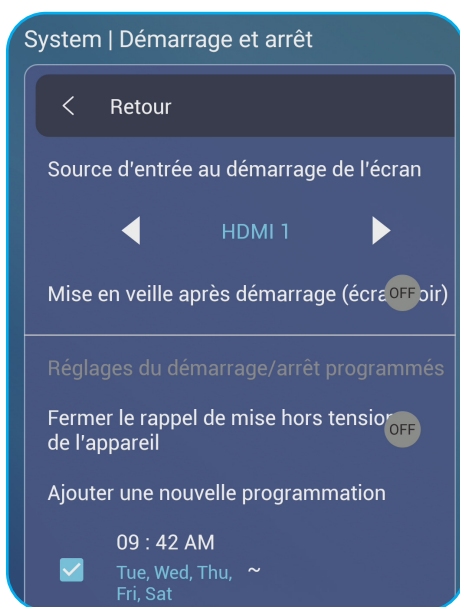 System | Démarrage et arrêt
Retour
Source d'entrée au démarrage de l'écran
HDMI 1
Mise en veille après démarrage OFF oir)
Réglages du démarrage/arrêt programmés
Fermer le rappel de mise hors OFF
de l'appareil
Ajouter une nouvelle programmation
09 : 42 AM
Tue, Wed, Thu, ~
Fri, Sat